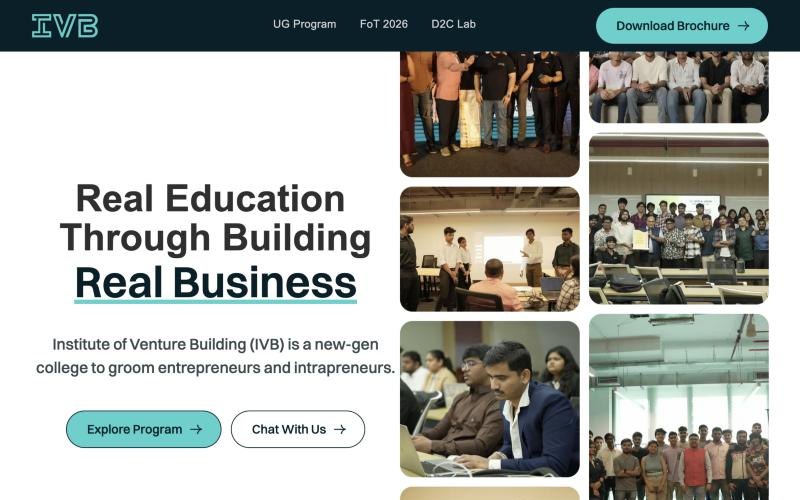 IVB
UG Program
FoT 2026
D2C Lab
Download Brochure
Real Education
Through Building
Real Business
Institute of Venture Building (IVB) is a new-gen
college to groom entrepreneurs and intrapreneurs.
Explore Program
Chat With Us